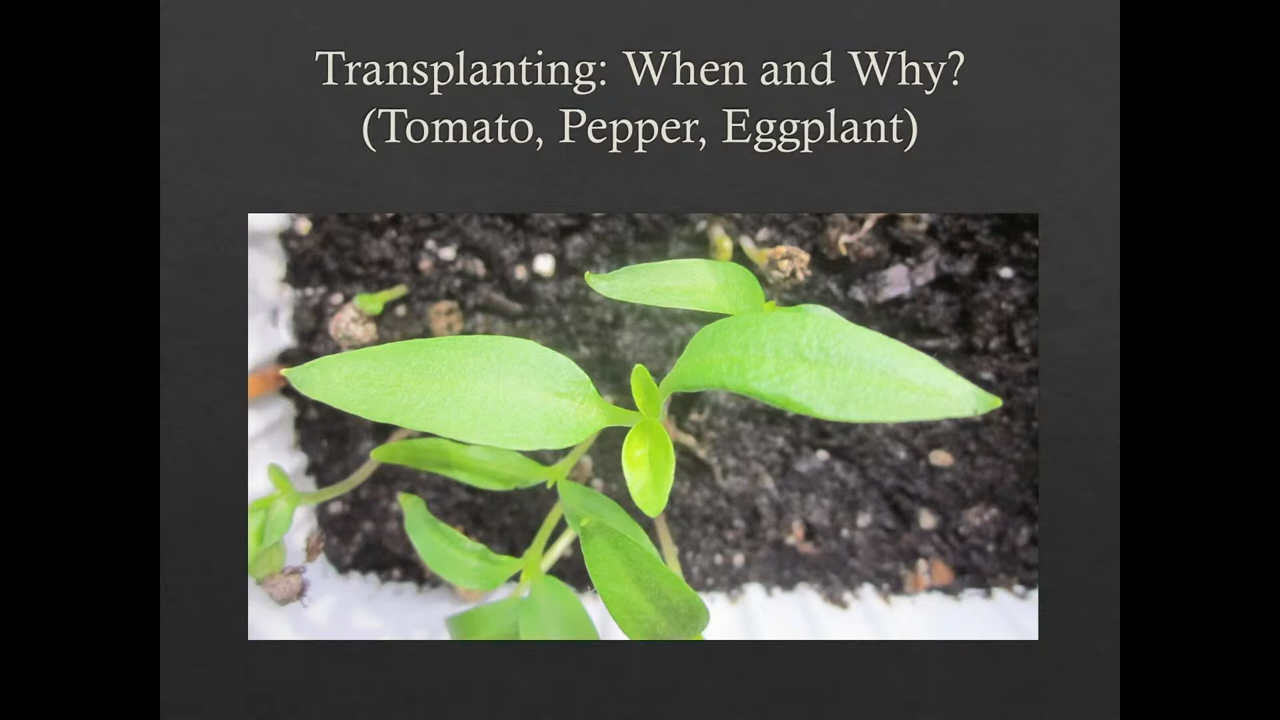 Transplanting: When and Why?
(Tomato, Pepper, Eggplant)